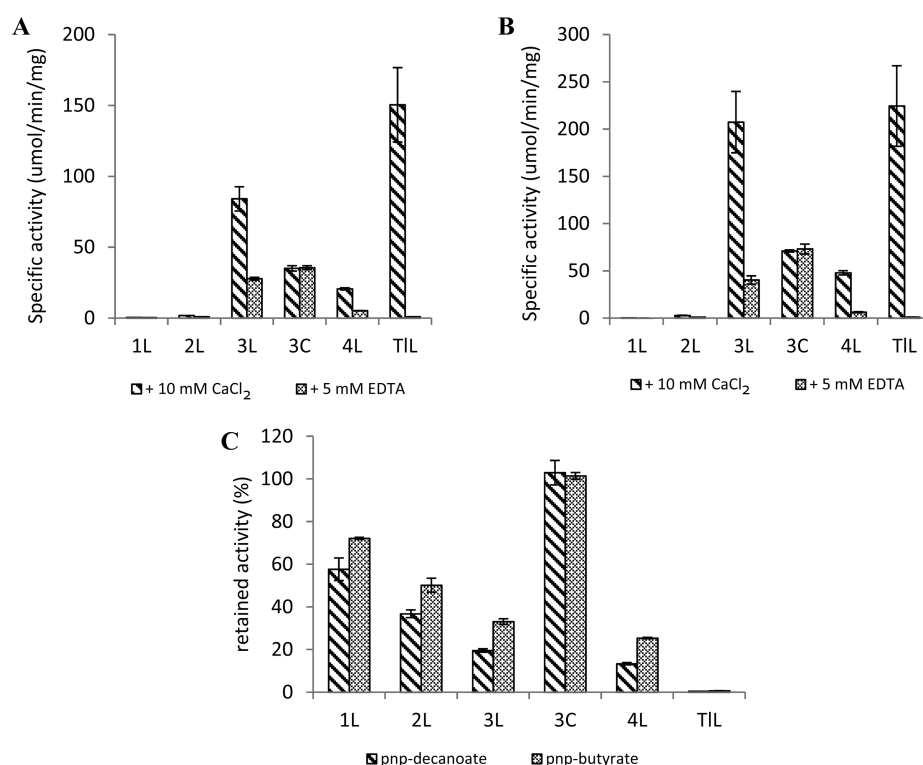 A
Specific activity (umol/min/mg)
200
150
100
50
0
1L 2L 3L 3C 4L TlL
+ 10 mM CaCl₂ + 5 mM EDTA
B
Specific activity (umol/min/mg)
300
250
200
150
100
50
0
1L 2L 3L 3C 4L TlL
+ 10 mM CaCl₂ + 5 mM EDTA
C
retained activity (%)
120
100
80
60
40
20
0
1L 2L 3L 3C 4L TlL
pnp-decanoate pnp-butyrate